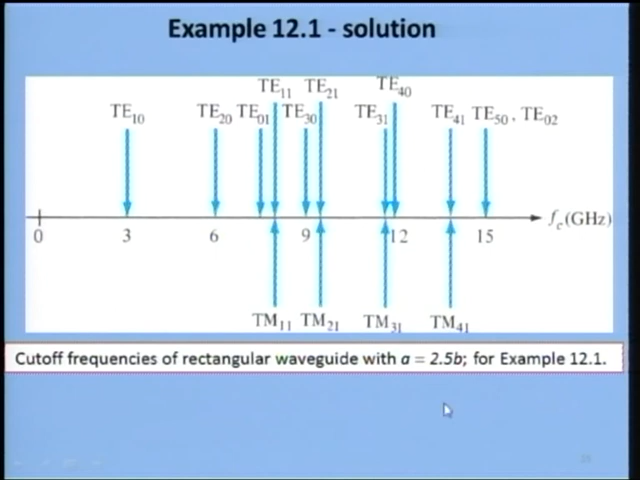 Example 12.1 - solution
TE₁₁ TE₂₁ TE₄₀
TE₁₀ TE₂₀ TE₀₁ TE₃₀ TE₃₁ TE₄₁ TE₅₀ , TE₀₂
f꜀(GHz)
0 3 6 9 12 15
TM₁₁ TM₂₁ TM₃₁ TM₄₁
Cutoff frequencies of rectangular waveguide with a = 2.5b; for Example 12.1.